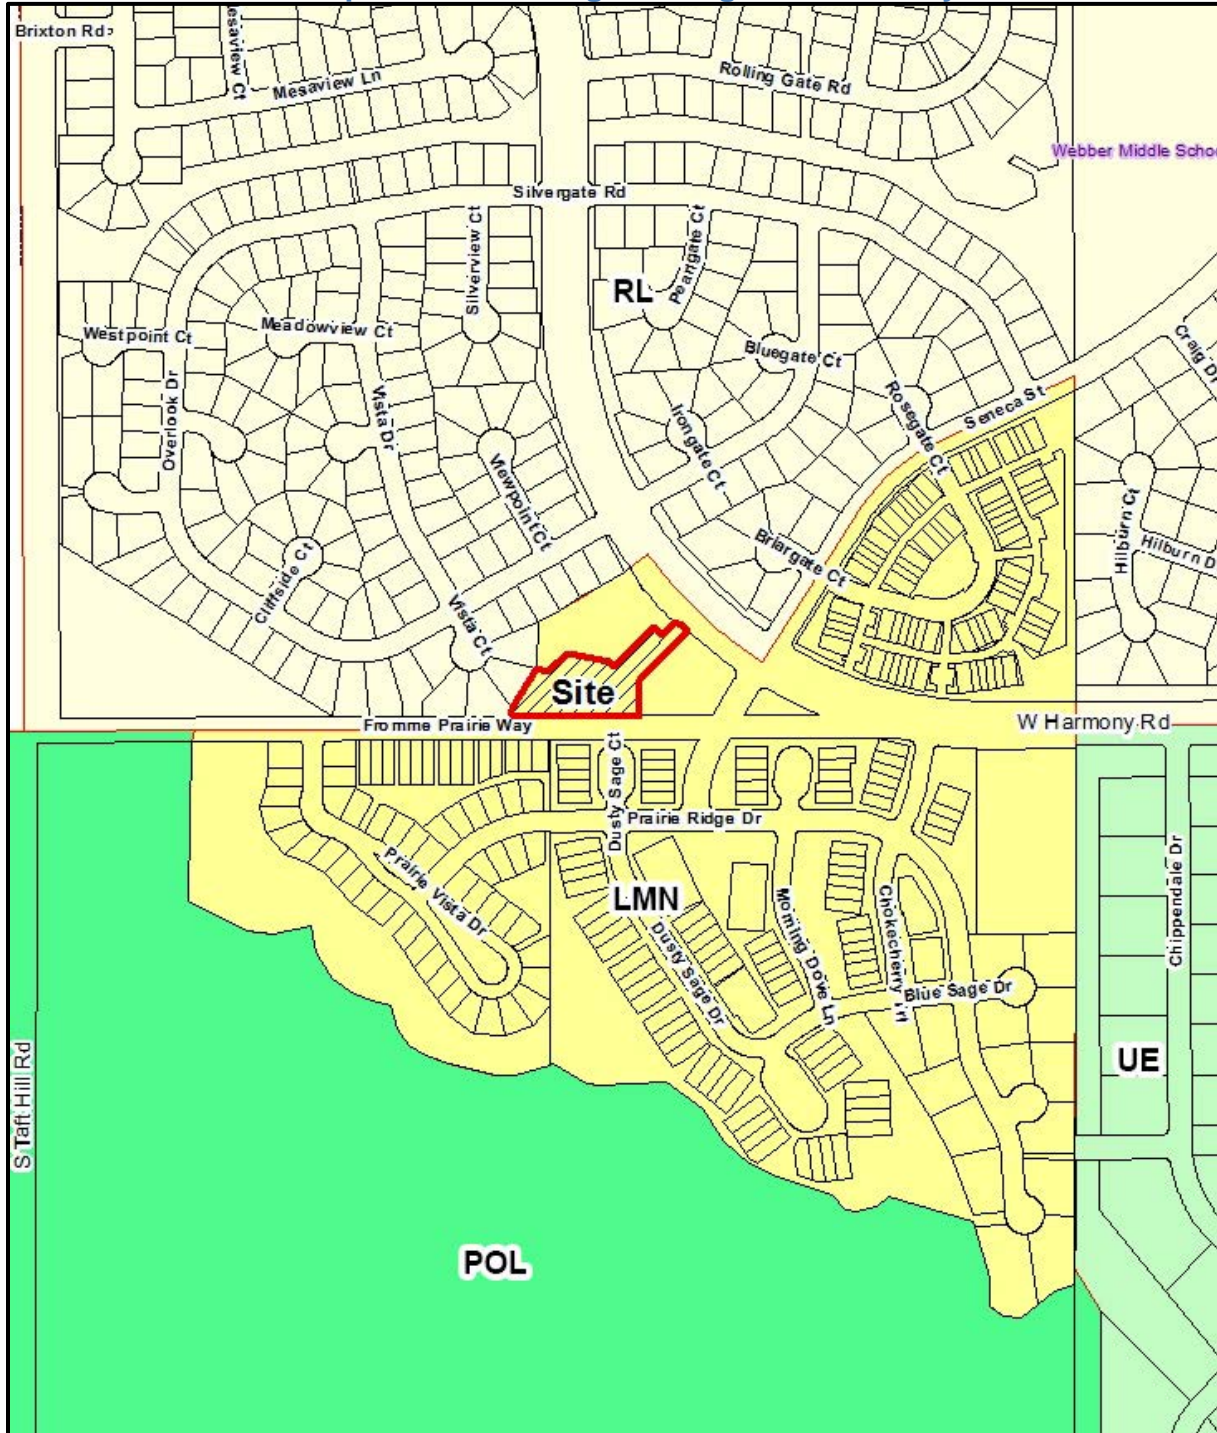 Brixton Rd
Mesaview Ln
Rolling Gate Rd
Webber Middle Schoo
Silvergate Rd
Silverview Ct
Peargate Ct
RL
Westpoint Ct
Meadowview Ct
Bluegate Ct
Craig Dr
Overlook Dr
Vista Dr
Irongate Ct
Rosegate Ct
Seneca St
Viewpoint Ct
Hilburn Ct
Hilburn D
Cliffside Ct
Briargate Ct
Vista Ct
Site
Fromme Prairie Way
W Harmony Rd
Dusty Sage Ct
Prairie Ridge Dr
Prairie Vista Dr
LMN
Chippendale Dr
Dusty Sage Dr
Morning Dove Ln
Chokecherry Trl
Blue Sage Dr
S Taft Hill Rd
UE
POL